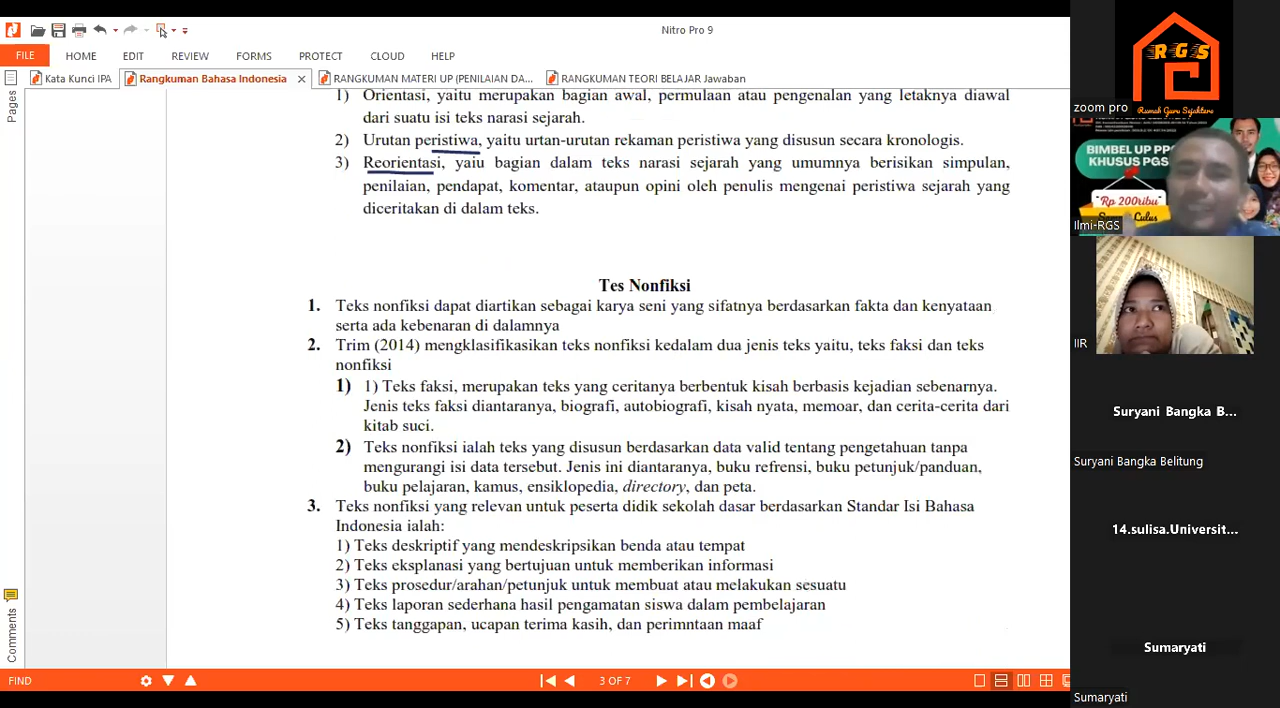 Nitro Pro 9
FILE HOME EDIT REVIEW FORMS PROTECT CLOUD HELP
Kata Kunci IPA Rangkuman Bahasa Indonesia RANGKUMAN MATERI UP (PENILAIAN DA... RANGKUMAN TEORI BELAJAR Jawaban
Pages
1) Orientasi, yaitu merupakan bagian awal, permulaan atau pengenalan yang letaknya diawal
dari suatu isi teks narasi sejarah.
2) Urutan peristiwa, yaitu urtan-urutan rekaman peristiwa yang disusun secara kronologis.
3) Reorientasi, yaiu bagian dalam teks narasi sejarah yang umumnya berisikan simpulan,
penilaian, pendapat, komentar, ataupun opini oleh penulis mengenai peristiwa sejarah yang
diceritakan di dalam teks.
Tes Nonfiksi
1. Teks nonfiksi dapat diartikan sebagai karya seni yang sifatnya berdasarkan fakta dan kenyataan
serta ada kebenaran di dalamnya
2. Trim (2014) mengklasifikasikan teks nonfiksi kedalam dua jenis teks yaitu, teks faksi dan teks
nonfiksi
1) 1) Teks faksi, merupakan teks yang ceritanya berbentuk kisah berbasis kejadian sebenarnya.
Jenis teks faksi diantaranya, biografi, autobiografi, kisah nyata, memoar, dan cerita-cerita dari
kitab suci.
2) Teks nonfiksi ialah teks yang disusun berdasarkan data valid tentang pengetahuan tanpa
mengurangi isi data tersebut. Jenis ini diantaranya, buku refrensi, buku petunjuk/panduan,
buku pelajaran, kamus, ensiklopedia, directory, dan peta.
3. Teks nonfiksi yang relevan untuk peserta didik sekolah dasar berdasarkan Standar Isi Bahasa
Indonesia ialah:
1) Teks deskriptif yang mendeskripsikan benda atau tempat
2) Teks eksplanasi yang bertujuan untuk memberikan informasi
3) Teks prosedur/arahan/petunjuk untuk membuat atau melakukan sesuatu
4) Teks laporan sederhana hasil pengamatan siswa dalam pembelajaran
5) Teks tanggapan, ucapan terima kasih, dan perimntaan maaf
Comments
FIND
3 OF 7
RGS
Rumah Guru Sejahtera
zoom pro
BIMBEL UP PP
KHUSUS PGS
Rp 200ribu
Lulus
Ilmi-RGS
IIR
Suryani Bangka B...
Suryani Bangka Belitung
14.sulisa.Universit...
Sumaryati
Sumaryati